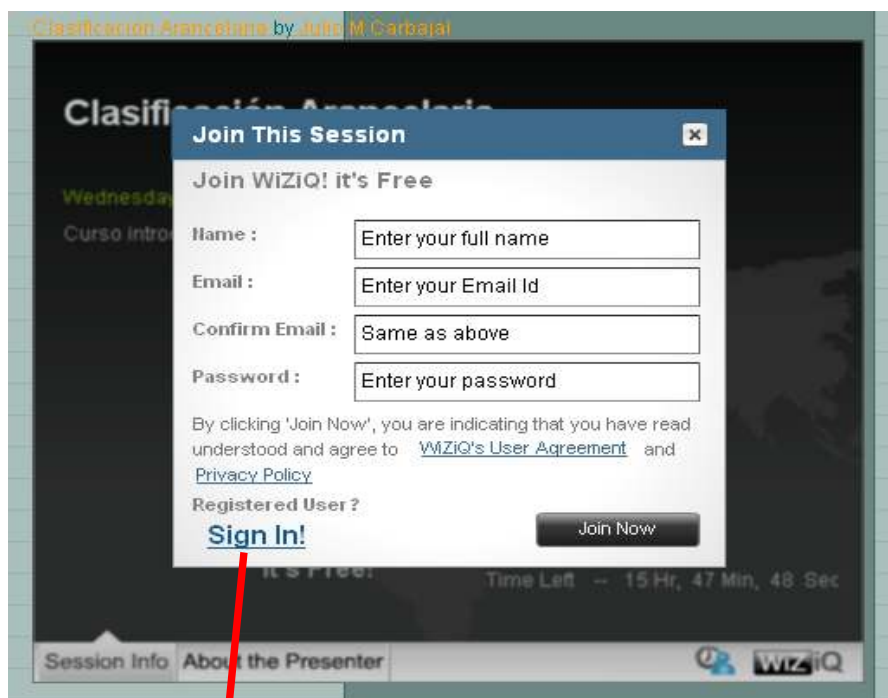 Clasificación Arancelaria by Julio M Carbajal
Clasificación Arancelaria
Join This Session
Join WiZiQ! it's Free
Wednesday
Curso intro
Name :
Enter your full name
Email :
Enter your Email Id
Confirm Email :
Same as above
Password :
Enter your password
By clicking 'Join Now', you are indicating that you have read
understood and agree to WiZiQ's User Agreement and
Privacy Policy
Registered User?
Sign In!
Join Now
it's Free!
Time Left -- 15 Hr, 47 Min, 48 Sec
Session Info About the Presenter
WiZiQ